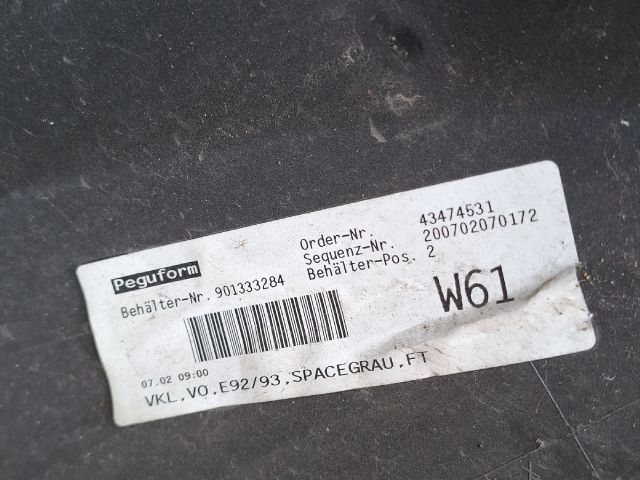 Peguform
Order-Nr. 43474531
Sequenz-Nr. 200702070172
Behälter-Nr. 901333284
Behälter-Pos. 2
W61
07.02 09:00
VKL,VO,E92/93,SPACEGRAU,FT